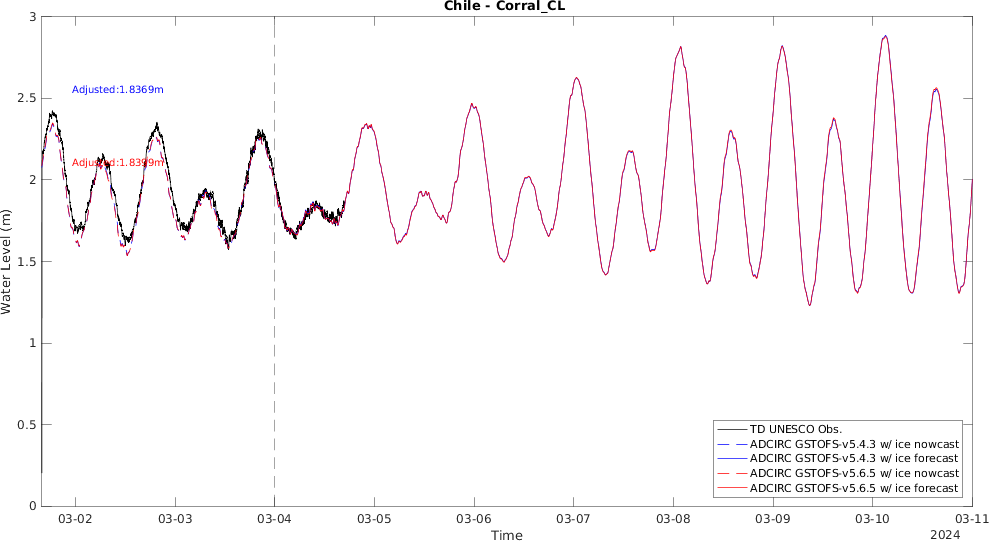 Chile - Corral_CL
3
2.5
2
1.5
1
0.5
0
Water Level (m)
Adjusted:1.8369m
Adjusted:1.8399m
TD UNESCO Obs.
ADCIRC GSTOFS-v5.4.3 w/ ice nowcast
ADCIRC GSTOFS-v5.4.3 w/ ice forecast
ADCIRC GSTOFS-v5.6.5 w/ ice nowcast
ADCIRC GSTOFS-v5.6.5 w/ ice forecast
03-02 03-03 03-04 03-05 03-06 03-07 03-08 03-09 03-10 03-11
Time
2024